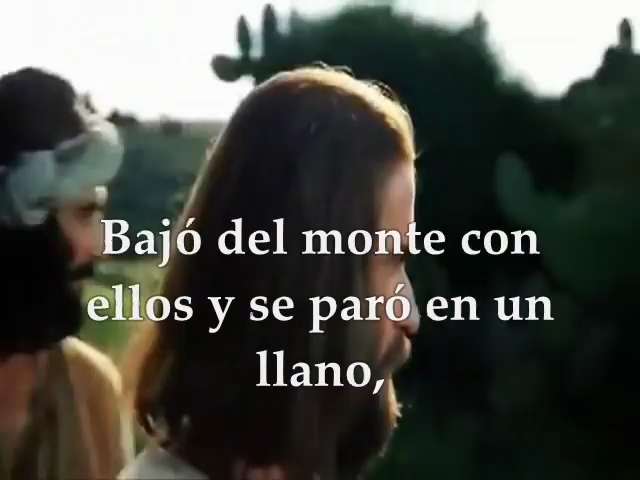 Bajó del monte con
ellos y se paró en un
llano,